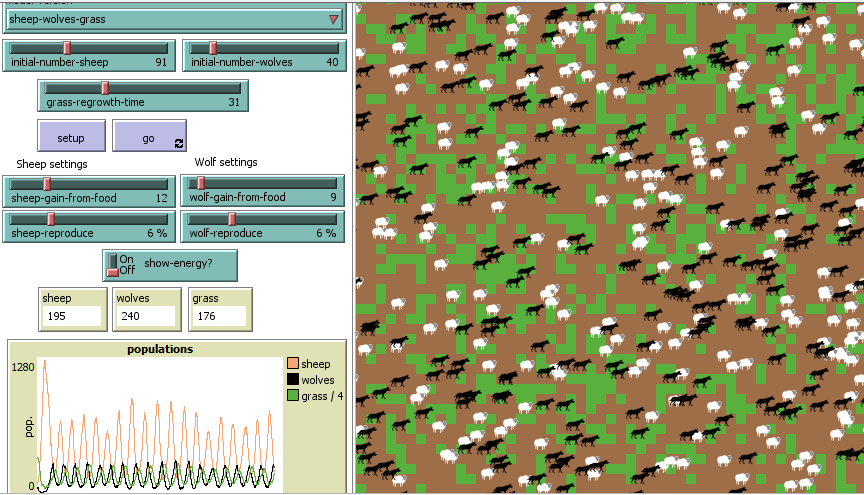 sheep-wolves-grass
initial-number-sheep 91
initial-number-wolves 40
grass-regrowth-time 31
setup
go
Sheep settings
Wolf settings
sheep-gain-from-food 12
wolf-gain-from-food 9
sheep-reproduce 6 %
wolf-reproduce 6 %
On
Off
show-energy?
sheep
195
wolves
240
grass
176
populations
1280
pop.
0
sheep
wolves
grass / 4